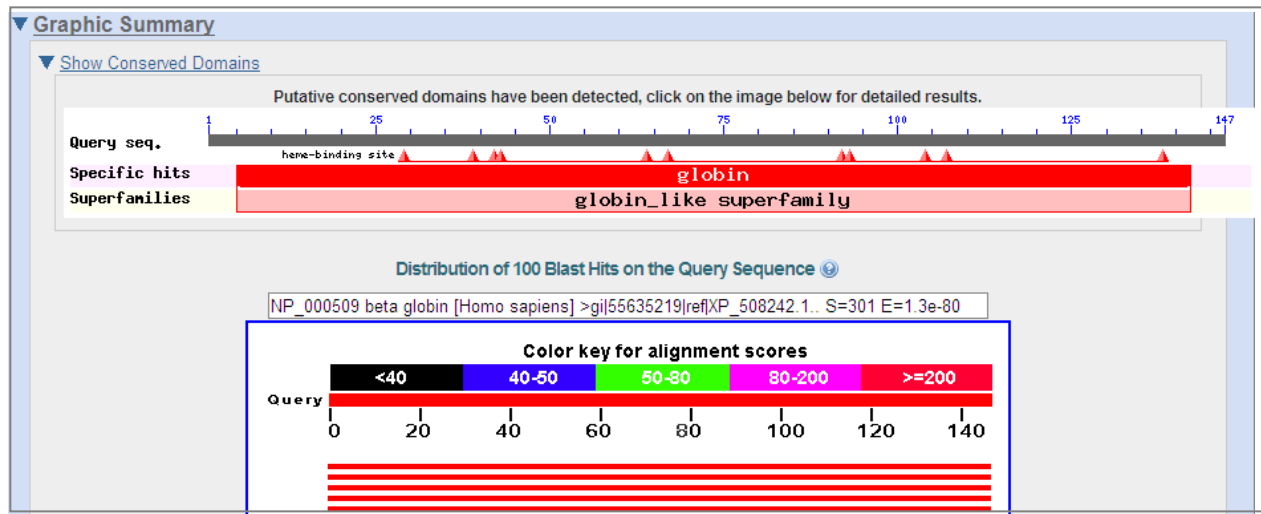 Graphic Summary
Show Conserved Domains
Putative conserved domains have been detected, click on the image below for detailed results.
1 25 50 75 100 125 147
Query seq.
heme-binding site
Specific hits globin
Superfamilies globin_like superfamily
Distribution of 100 Blast Hits on the Query Sequence
NP_000509 beta globin [Homo sapiens] >gi|55635219|ref|XP_508242.1.. S=301 E=1.3e-80
Color key for alignment scores
<40 40-50 50-80 80-200 >=200
Query
0 20 40 60 80 100 120 140